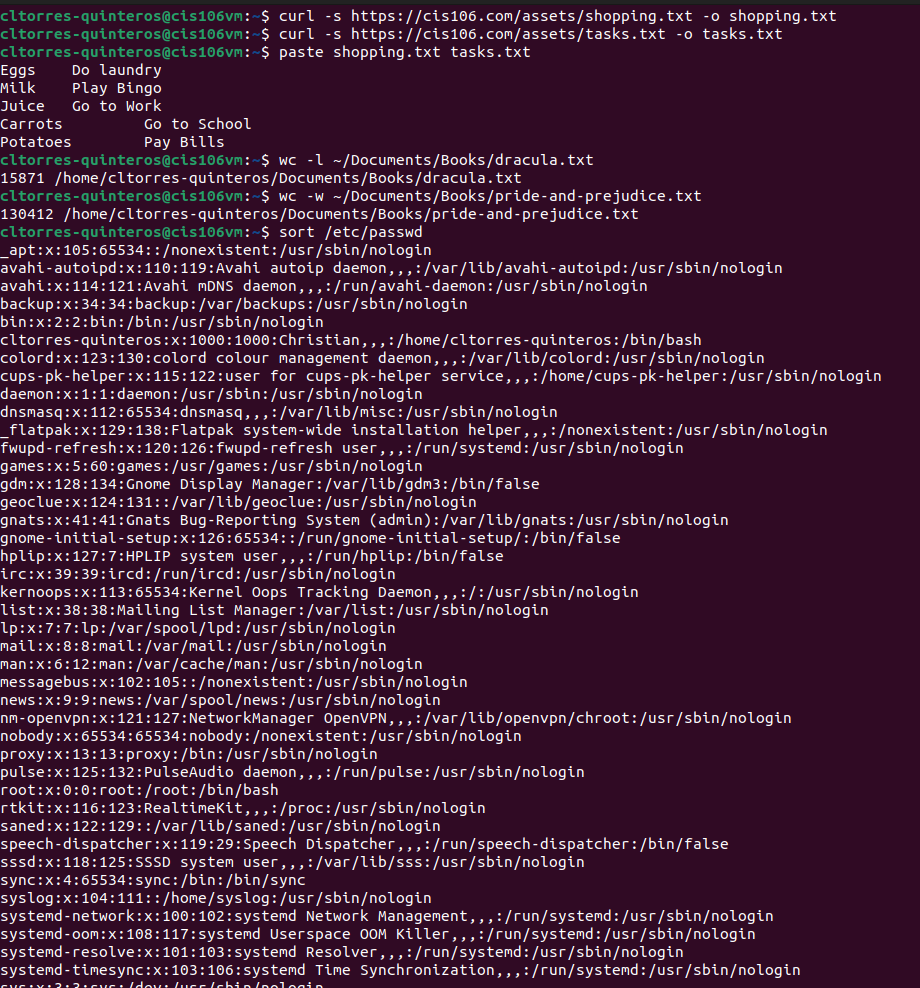 cltorres-quinteros@cis106vm:~$ curl -s https://cis106.com/assets/shopping.txt -o shopping.txt
cltorres-quinteros@cis106vm:~$ curl -s https://cis106.com/assets/tasks.txt -o tasks.txt
cltorres-quinteros@cis106vm:~$ paste shopping.txt tasks.txt
Eggs    Do laundry
Milk    Play Bingo
Juice   Go to Work
Carrots         Go to School
Potatoes        Pay Bills
cltorres-quinteros@cis106vm:~$ wc -l ~/Documents/Books/dracula.txt
15871 /home/cltorres-quinteros/Documents/Books/dracula.txt
cltorres-quinteros@cis106vm:~$ wc -w ~/Documents/Books/pride-and-prejudice.txt
130412 /home/cltorres-quinteros/Documents/Books/pride-and-prejudice.txt
cltorres-quinteros@cis106vm:~$ sort /etc/passwd
_apt:x:105:65534::/nonexistent:/usr/sbin/nologin
avahi-autoipd:x:110:119:Avahi autoip daemon,,,:/var/lib/avahi-autoipd:/usr/sbin/nologin
avahi:x:114:121:Avahi mDNS daemon,,,:/run/avahi-daemon:/usr/sbin/nologin
backup:x:34:34:backup:/var/backups:/usr/sbin/nologin
bin:x:2:2:bin:/bin:/usr/sbin/nologin
cltorres-quinteros:x:1000:1000:Christian,,,:/home/cltorres-quinteros:/bin/bash
colord:x:123:130:colord colour management daemon,,,:/var/lib/colord:/usr/sbin/nologin
cups-pk-helper:x:115:122:user for cups-pk-helper service,,,:/home/cups-pk-helper:/usr/sbin/nologin
daemon:x:1:1:daemon:/usr/sbin:/usr/sbin/nologin
dnsmasq:x:112:65534:dnsmasq,,,:/var/lib/misc:/usr/sbin/nologin
_flatpak:x:129:138:Flatpak system-wide installation helper,,,:/nonexistent:/usr/sbin/nologin
fwupd-refresh:x:120:126:fwupd-refresh user,,,:/run/systemd:/usr/sbin/nologin
games:x:5:60:games:/usr/games:/usr/sbin/nologin
gdm:x:128:134:Gnome Display Manager:/var/lib/gdm3:/bin/false
geoclue:x:124:131::/var/lib/geoclue:/usr/sbin/nologin
gnats:x:41:41:Gnats Bug-Reporting System (admin):/var/lib/gnats:/usr/sbin/nologin
gnome-initial-setup:x:126:65534::/run/gnome-initial-setup/:/bin/false
hplip:x:127:7:HPLIP system user,,,:/run/hplip:/bin/false
irc:x:39:39:ircd:/run/ircd:/usr/sbin/nologin
kernoops:x:113:65534:Kernel Oops Tracking Daemon,,,:/:/usr/sbin/nologin
list:x:38:38:Mailing List Manager:/var/list:/usr/sbin/nologin
lp:x:7:7:lp:/var/spool/lpd:/usr/sbin/nologin
mail:x:8:8:mail:/var/mail:/usr/sbin/nologin
man:x:6:12:man:/var/cache/man:/usr/sbin/nologin
messagebus:x:102:105::/nonexistent:/usr/sbin/nologin
news:x:9:9:news:/var/spool/news:/usr/sbin/nologin
nm-openvpn:x:121:127:NetworkManager OpenVPN,,,:/var/lib/openvpn/chroot:/usr/sbin/nologin
nobody:x:65534:65534:nobody:/nonexistent:/usr/sbin/nologin
proxy:x:13:13:proxy:/bin:/usr/sbin/nologin
pulse:x:125:132:PulseAudio daemon,,,:/run/pulse:/usr/sbin/nologin
root:x:0:0:root:/root:/bin/bash
rtkit:x:116:123:RealtimeKit,,,:/proc:/usr/sbin/nologin
saned:x:122:129::/var/lib/saned:/usr/sbin/nologin
speech-dispatcher:x:119:29:Speech Dispatcher,,,:/run/speech-dispatcher:/bin/false
sssd:x:118:125:SSSD system user,,,:/var/lib/sss:/usr/sbin/nologin
sync:x:4:65534:sync:/bin:/bin/sync
syslog:x:104:111::/home/syslog:/usr/sbin/nologin
systemd-network:x:100:102:systemd Network Management,,,:/run/systemd:/usr/sbin/nologin
systemd-oom:x:108:117:systemd Userspace OOM Killer,,,:/run/systemd:/usr/sbin/nologin
systemd-resolve:x:101:103:systemd Resolver,,,:/run/systemd:/usr/sbin/nologin
systemd-timesync:x:103:106:systemd Time Synchronization,,,:/run/systemd:/usr/sbin/nologin
sys:x:3:3:sys:/dev:/usr/sbin/nologin